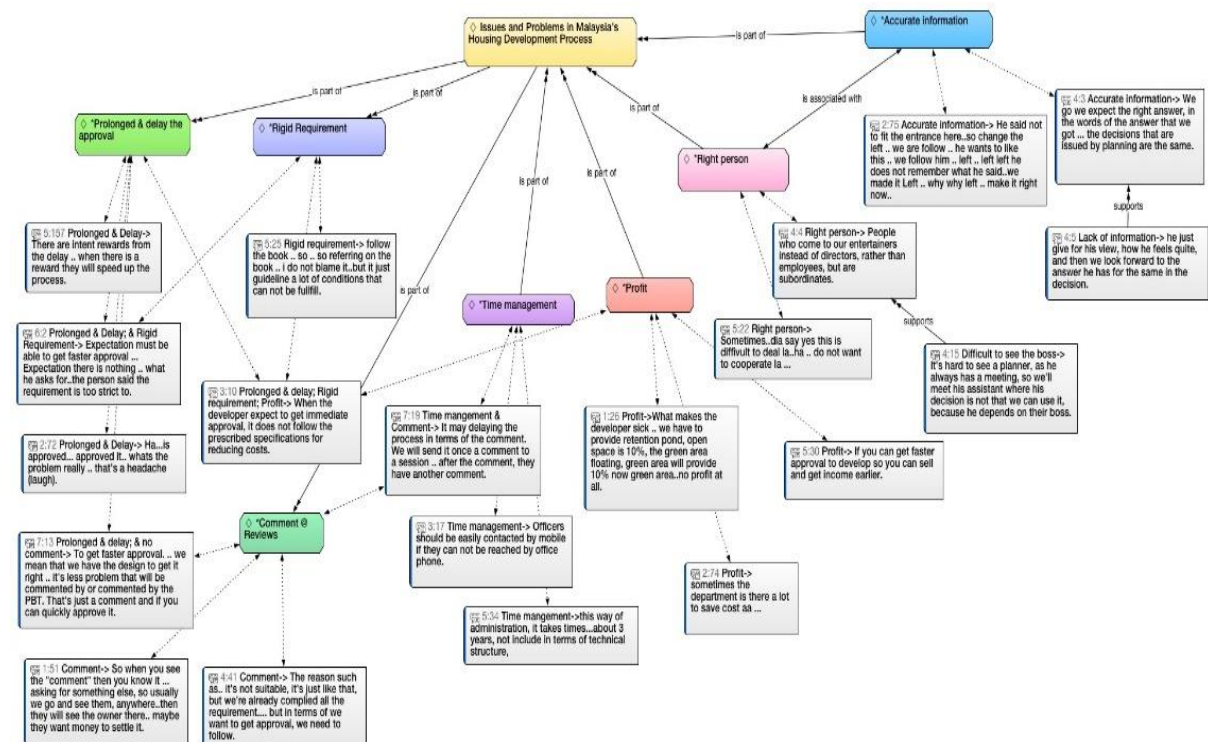 ◇ Issues and Problems in Malaysia's
Housing Development Process
◇ *Accurate information
is part of
is part of
is part of
is part of
is part of
is part of
is part of
is associated with
◇ *Prolonged & delay the
approval
◇ *Rigid Requirement
◇ *Right person
2:75 Accurate information-> He said not
to fit the entrance here..so change the
left .. we are follow .. he wants to like
this .. we follow him .. left .. left left he
does not remember what he said..we
made it Left .. why why left .. make it right
now..
4:3 Accurate information-> We
go we expect the right answer, in
the words of the answer that we
got ... the decisions that are
issued by planning are the same.
supports
4:5 Lack of information-> he just
give for his view, how he feels quite,
and then we look forward to the
answer he has for the same in the
decision.
5:157 Prolonged & Delay->
There are intent rewards from
the delay .. when there is a
reward they will speed up the
process.
5:25 Rigid requirement-> follow
the book .. so .. so referring on the
book .. i do not blame it..but it just
guideline a lot of conditions that
can not be fullfill.
4:4 Right person-> People
who come to our entertainers
instead of directors, rather than
employees, but are
subordinates.
supports
◇ *Time management
◇ *Profit
6:2 Prolonged & Delay; & Rigid
Requirement-> Expectation must be
able to get faster approval ...
Expectation there is nothing .. what
he asks for..the person said the
requirement is too strict to.
5:22 Right person->
Sometimes..dia say yes this is
diffivult to deal la..ha .. do not want
to cooperate la ...
4:15 Difficult to see the boss->
It's hard to see a planner, as he
always has a meeting, so we'll
meet his assistant where his
decision is not that we can use it,
because he depends on their boss.
3:10 Prolonged & delay; Rigid
requirement; Profit-> When the
developer expect to get immediate
approval, it does not follow the
prescribed specifications for
reducing costs.
7:19 Time mangement &
Comment-> It may delaying the
process in terms of the comment.
We will send it once a comment to
a session .. after the comment, they
have another comment.
1:26 Profit->What makes the
developer sick .. we have to
provide retention pond, open
space is 10%, the green area
floating, green area will provide
10% now green area..no profit at
all.
5:30 Profit-> If you can get faster
approval to develop so you can sell
and get income earlier.
2:72 Prolonged & Delay-> Ha...is
approved... approved it.. whats the
problem really .. that's a headache
(laugh).
◇ *Comment @
Reviews
3:17 Time management-> Officers
should be easily contacted by mobile
if they can not be reached by office
phone.
7:13 Prolonged & delay; & no
comment-> To get faster approval. .. we
mean that we have the design to get it
right .. it's less problem that will be
commented by or commented by the
PBT. That's just a comment and if you
can quickly approve it.
2:74 Profit->
sometimes the
department is there a lot
to save cost aa ...
5:34 Time mangement->this way of
administration, it takes times...about 3
years, not include in terms of technical
structure,
1:51 Comment-> So when you see
the "comment" then you know it ...
asking for something else, so usually
we go and see them, anywhere..then
they will see the owner there.. maybe
they want money to settle it.
4:41 Comment-> The reason such
as.. it's not suitable, it's just like that,
but we're already complied all the
requirement.... but in terms of we
want to get approval, we need to
follow.